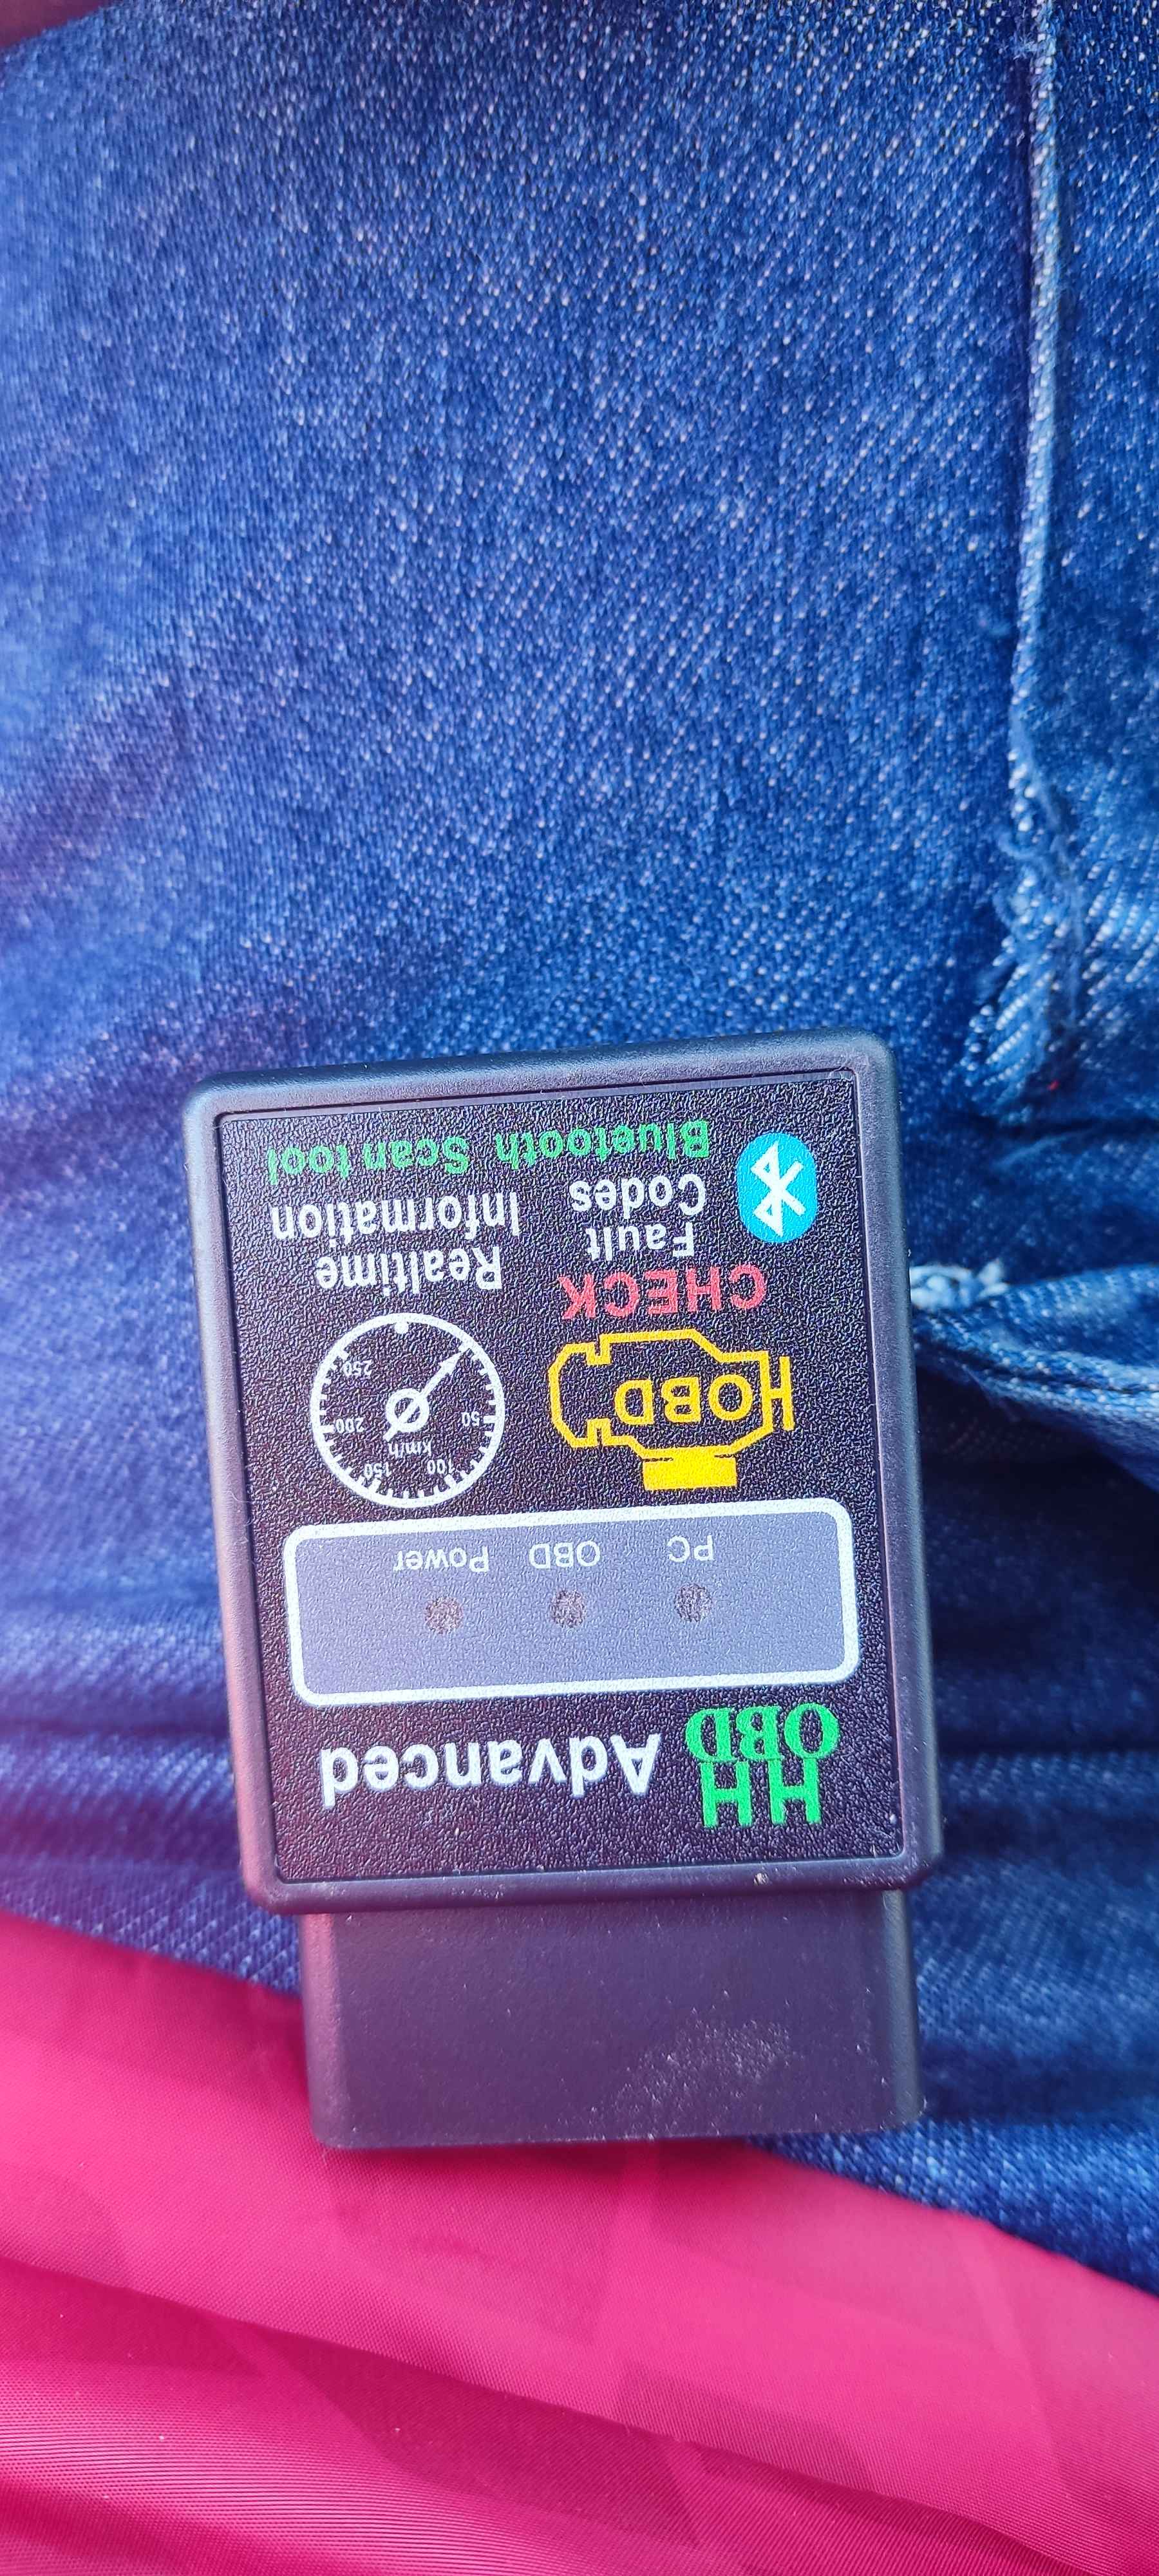 HH
OBD Advanced
PC OBD Power
HOBD
50 100 150 200 250
km/h
CHECK
Fault
Codes
Realtime
Information
Bluetooth Scan tool